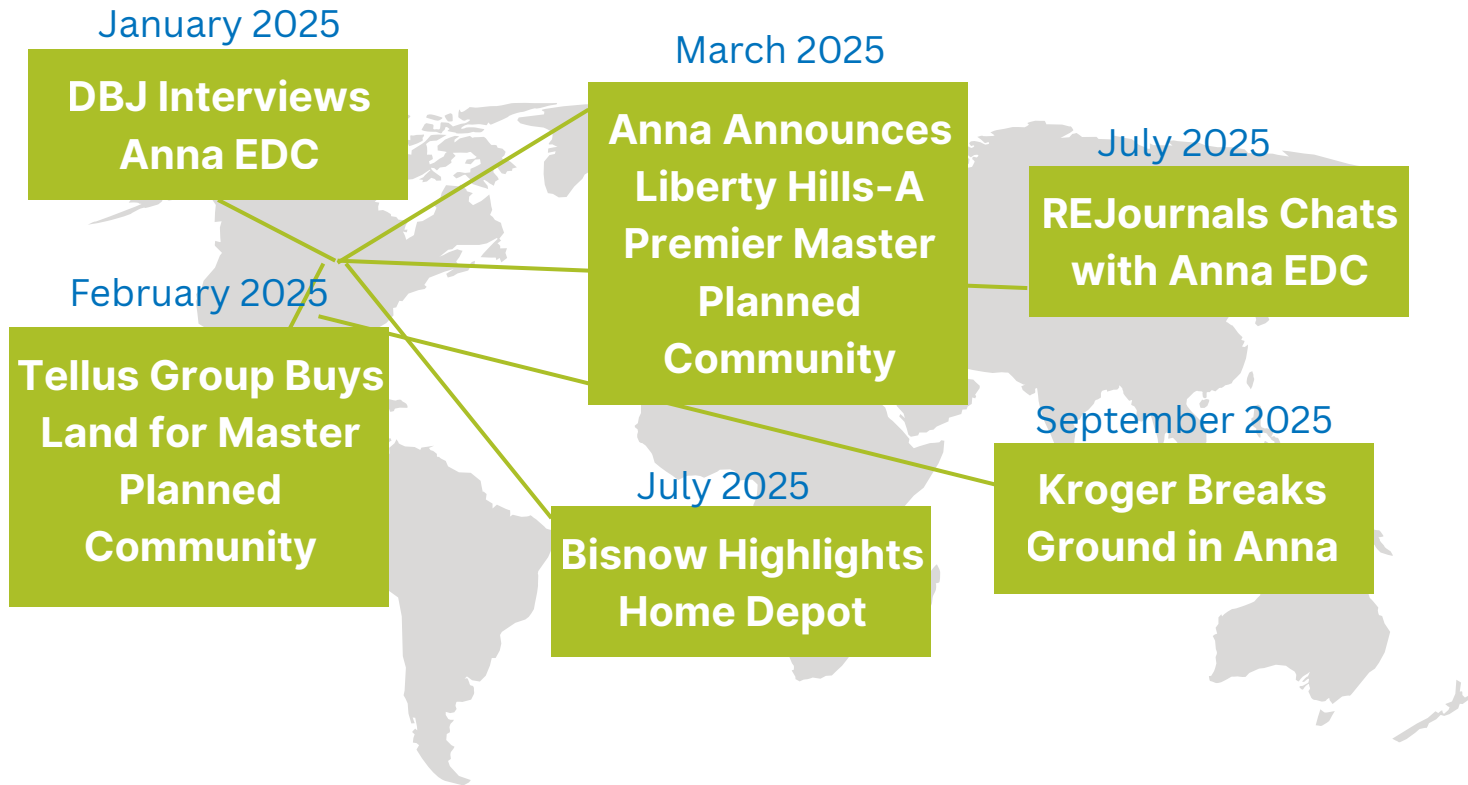 January 2025
DBJ Interviews
Anna EDC
February 2025
Tellus Group Buys
Land for Master
Planned
Community
March 2025
Anna Announces
Liberty Hills-A
Premier Master
Planned
Community
July 2025
Bisnow Highlights
Home Depot
July 2025
REJournals Chats
with Anna EDC
September 2025
Kroger Breaks
Ground in Anna